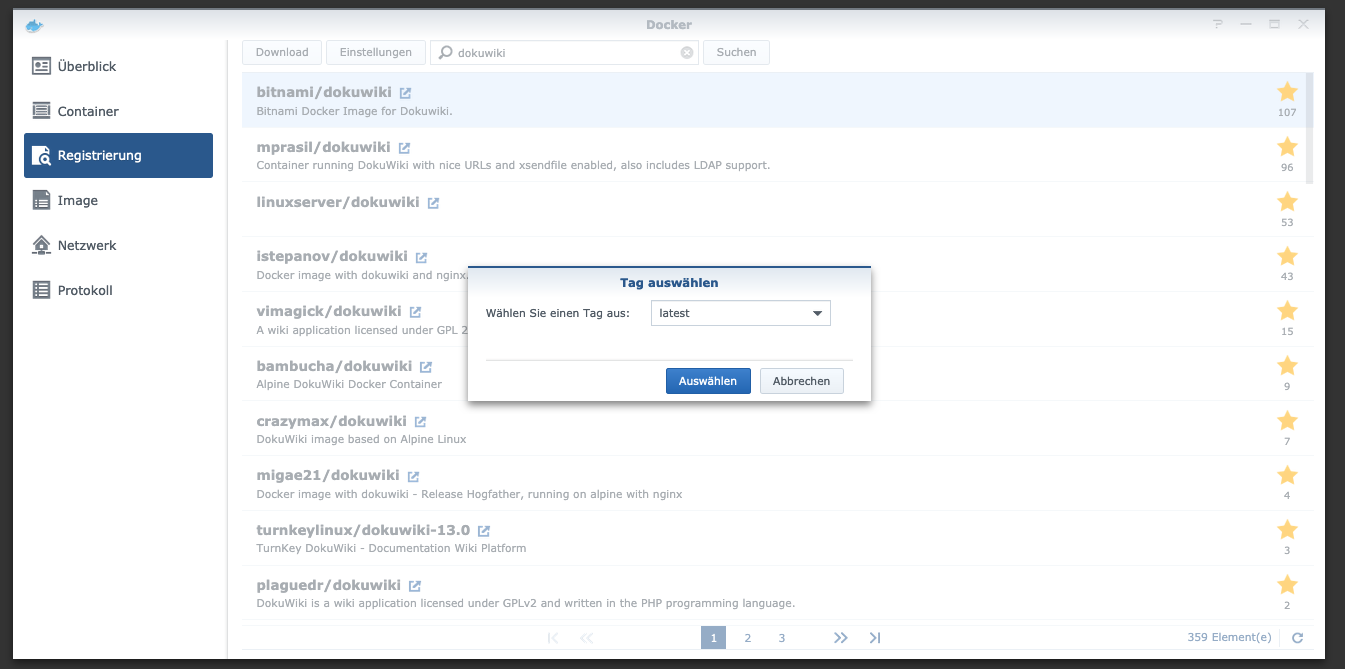 Docker
Überblick
Container
Registrierung
Image
Netzwerk
Protokoll
Download Einstellungen dokuwiki Suchen
bitnami/dokuwiki
Bitnami Docker Image for Dokuwiki.
107
mprasil/dokuwiki
Container running DokuWiki with nice URLs and xsendfile enabled, also includes LDAP support.
96
linuxserver/dokuwiki
53
istepanov/dokuwiki
Docker image with dokuwiki and nginx.
43
vimagick/dokuwiki
A wiki application licensed under GPL 2
15
bambucha/dokuwiki
Alpine DokuWiki Docker Container
9
crazymax/dokuwiki
DokuWiki image based on Alpine Linux
7
migae21/dokuwiki
Docker image with dokuwiki - Release Hogfather, running on alpine with nginx
4
turnkeylinux/dokuwiki-13.0
TurnKey DokuWiki - Documentation Wiki Platform
3
plaguedr/dokuwiki
DokuWiki is a wiki application licensed under GPLv2 and written in the PHP programming language.
2
Tag auswählen
Wählen Sie einen Tag aus: latest
Auswählen Abbrechen
1 2 3 359 Element(e)